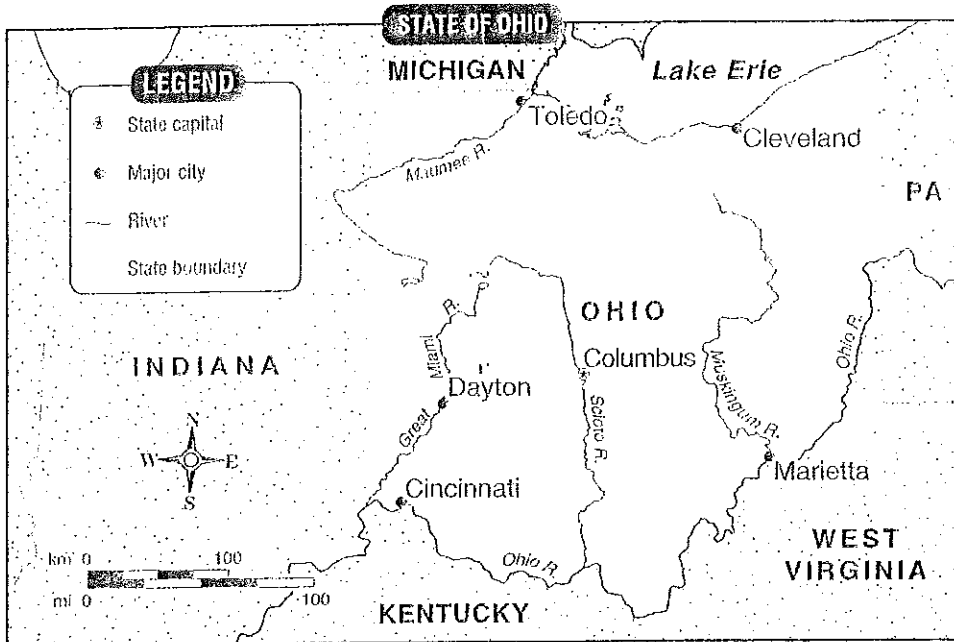 STATE OF OHIO
MICHIGAN
Lake Erie
LEGEND
State capital
Major city
River
State boundary
Toledo
Cleveland
Maumee R.
PA
OHIO
INDIANA
Great Miami R.
Dayton
Columbus
Scioto R.
Muskingum R.
Ohio R.
Marietta
N
W E
S
Cincinnati
Ohio R.
WEST
VIRGINIA
km 0 100
mi 0 100
KENTUCKY